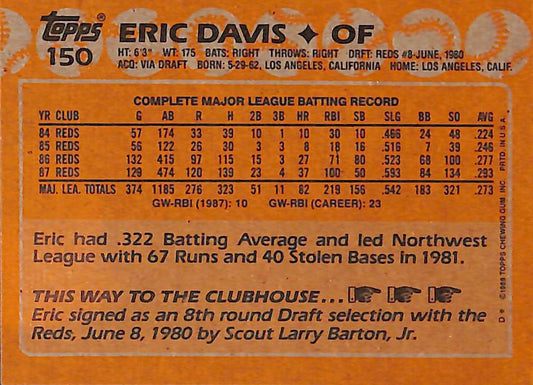 Topps ERIC DAVIS ✦ OF
150 HT: 6'3" WT: 175 BATS: RIGHT THROWS: RIGHT DRFT: REDS #8-JUNE, 1980
ACQ: VIA DRAFT BORN: 5-29-62, LOS ANGELES, CALIFORNIA HOME: LOS ANGELES, CALIF.
COMPLETE MAJOR LEAGUE BATTING RECORD
YR CLUB G AB R H 2B 3B HR RBI SB SLG BB SO AVG
84 REDS 57 174 33 39 10 1 10 30 10 .466 24 48 .224
85 REDS 56 122 26 30 3 3 8 18 16 .516 7 39 .246
86 REDS 132 415 97 115 15 3 27 71 80 .523 68 100 .277
87 REDS 129 474 120 139 23 4 37 100 50 .593 84 134 .293
MAJ. LEA. TOTALS 374 1185 276 323 51 11 82 219 156 .542 183 321 .273
GW-RBI (1987): 10 GW-RBI (CAREER): 23
Eric had .322 Batting Average and led Northwest
League with 67 Runs and 40 Stolen Bases in 1981.
THIS WAY TO THE CLUBHOUSE...
Eric signed as an 8th round Draft selection with the
Reds, June 8, 1980 by Scout Larry Barton, Jr.
D* ©1988 TOPPS CHEWING GUM, INC. PRTD. IN U.S.A.